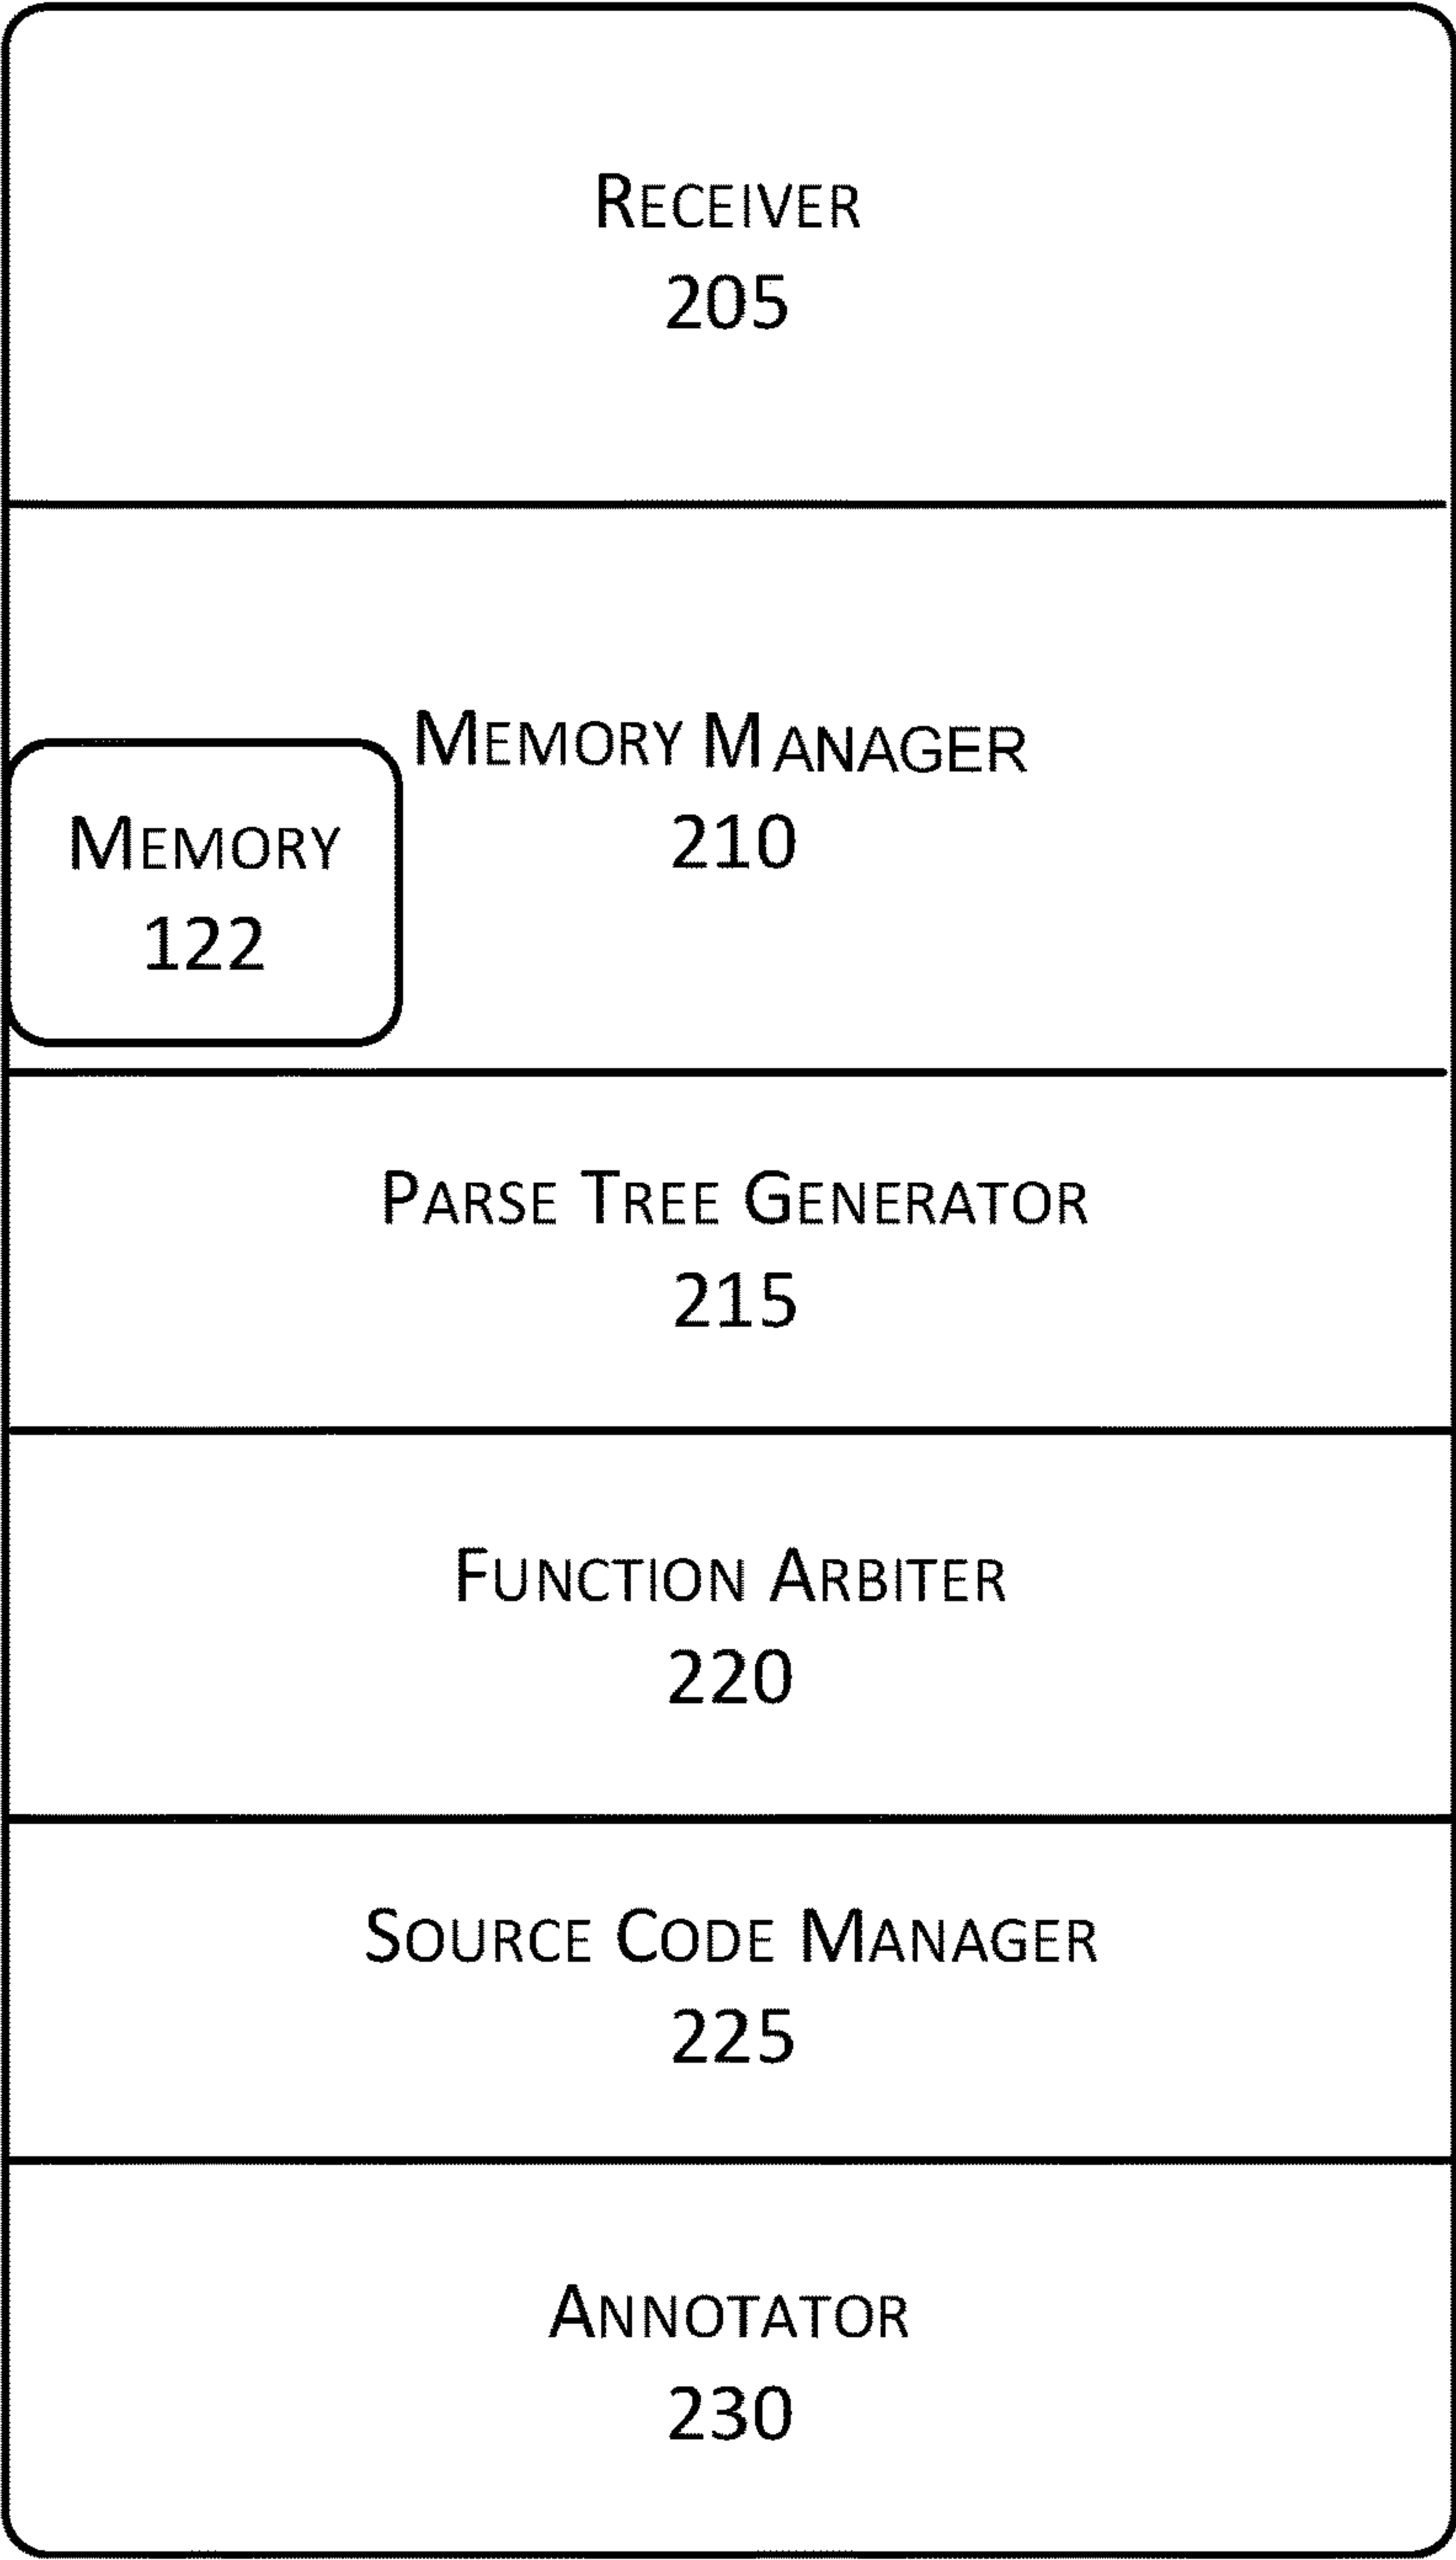 RECEIVER
205
MEMORY MANAGER
210
MEMORY
122
PARSE TREE GENERATOR
215
FUNCTION ARBITER
220
SOURCE CODE MANAGER
225
ANNOTATOR
230